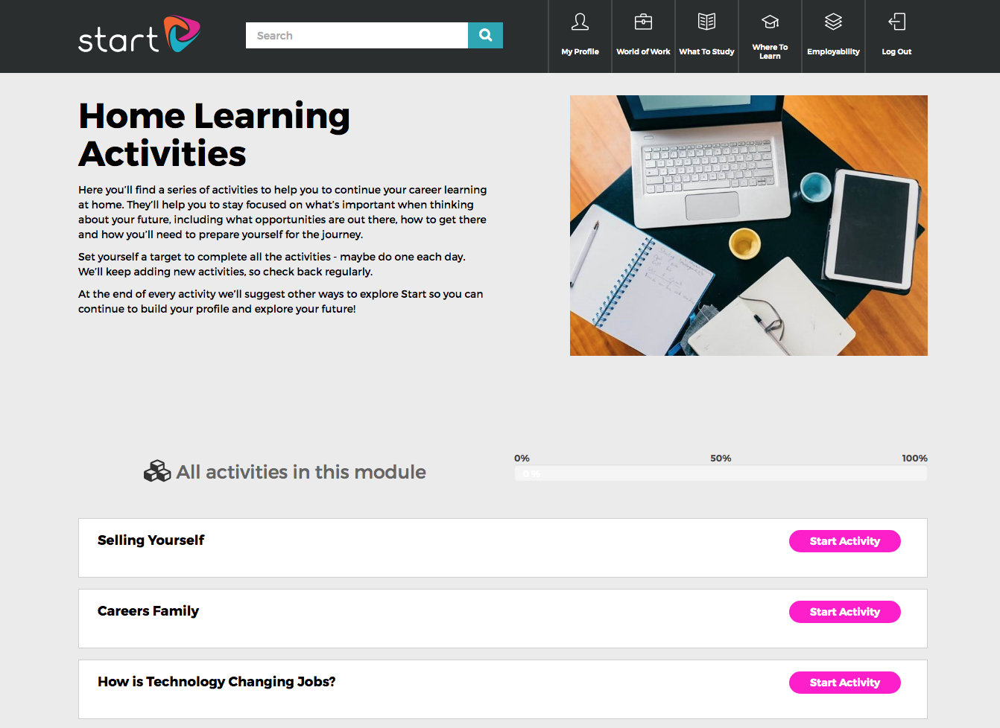 start
Search
My Profile
World of Work
What To Study
Where To
Learn
Employability
Log Out
Home Learning
Activities
Here you’ll find a series of activities to help you to continue your career learning
at home. They’ll help you to stay focused on what’s important when thinking
about your future, including what opportunities are out there, how to get there
and how you’ll need to prepare yourself for the journey.
Set yourself a target to complete all the activities - maybe do one each day.
We’ll keep adding new activities, so check back regularly.
At the end of every activity we’ll suggest other ways to explore Start so you can
continue to build your profile and explore your future!
All activities in this module
0% 50% 100%
0 %
Selling Yourself
Start Activity
Careers Family
Start Activity
How is Technology Changing Jobs?
Start Activity